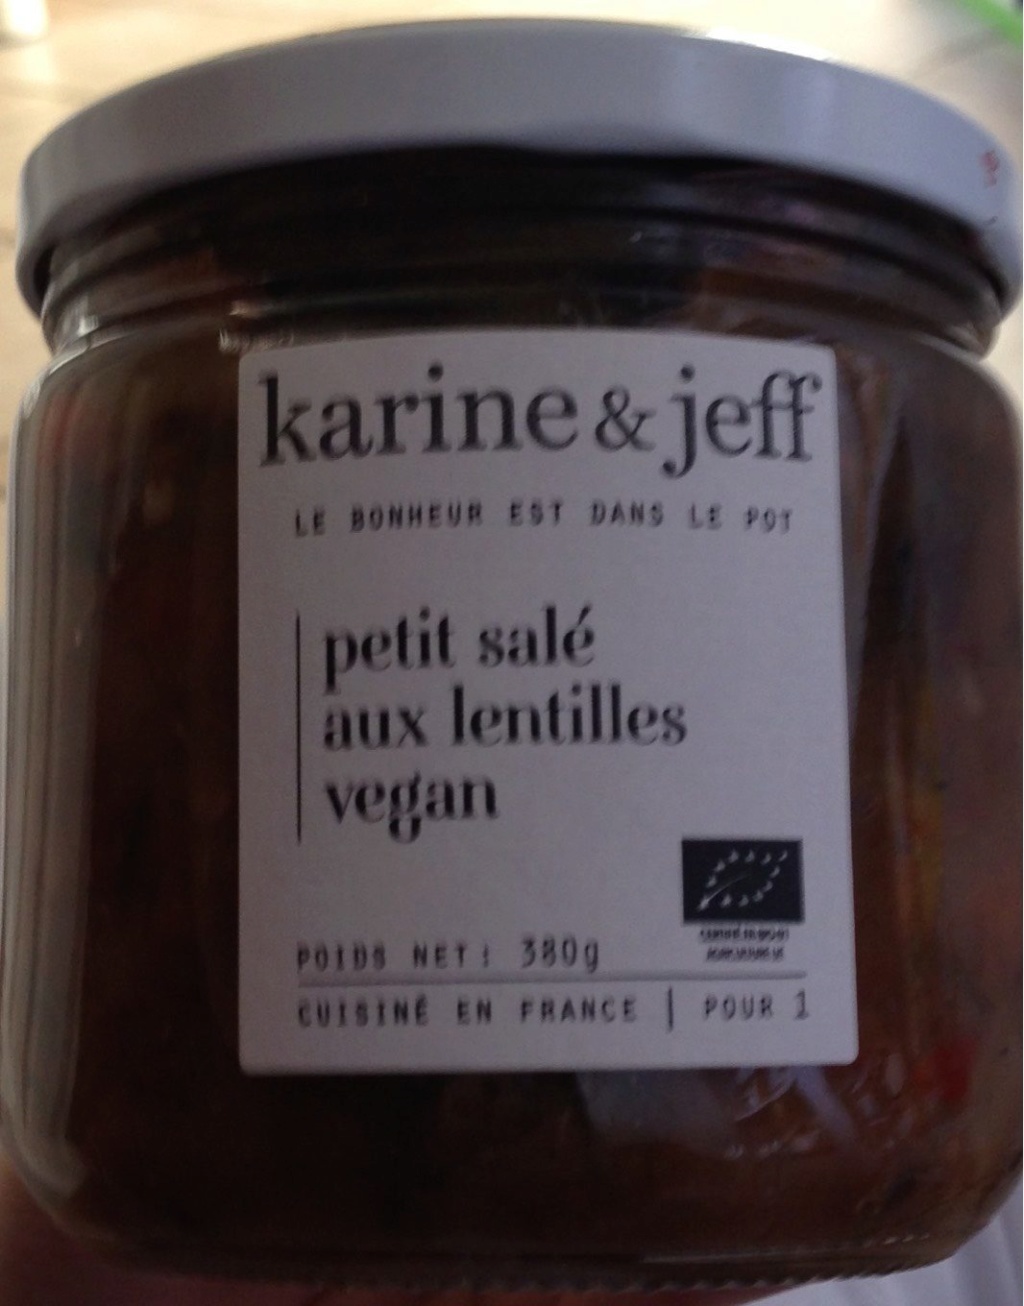 karine & jeff
LE BONHEUR EST DANS LE POT
petit salé
aux lentilles
vegan
POIDS NET : 380g
CUISINÉ EN FRANCE | POUR 1